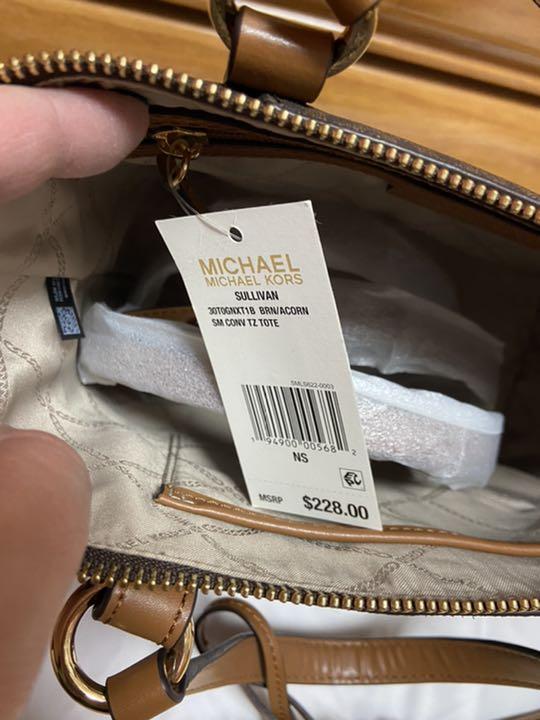 MICHAEL
MICHAEL KORS
SULLIVAN
30T0GNXT1B BRN/ACORN
SM CONV TZ TOTE
SMLS622-0003
1 94900 00568 2
NS
MSRP $228.00